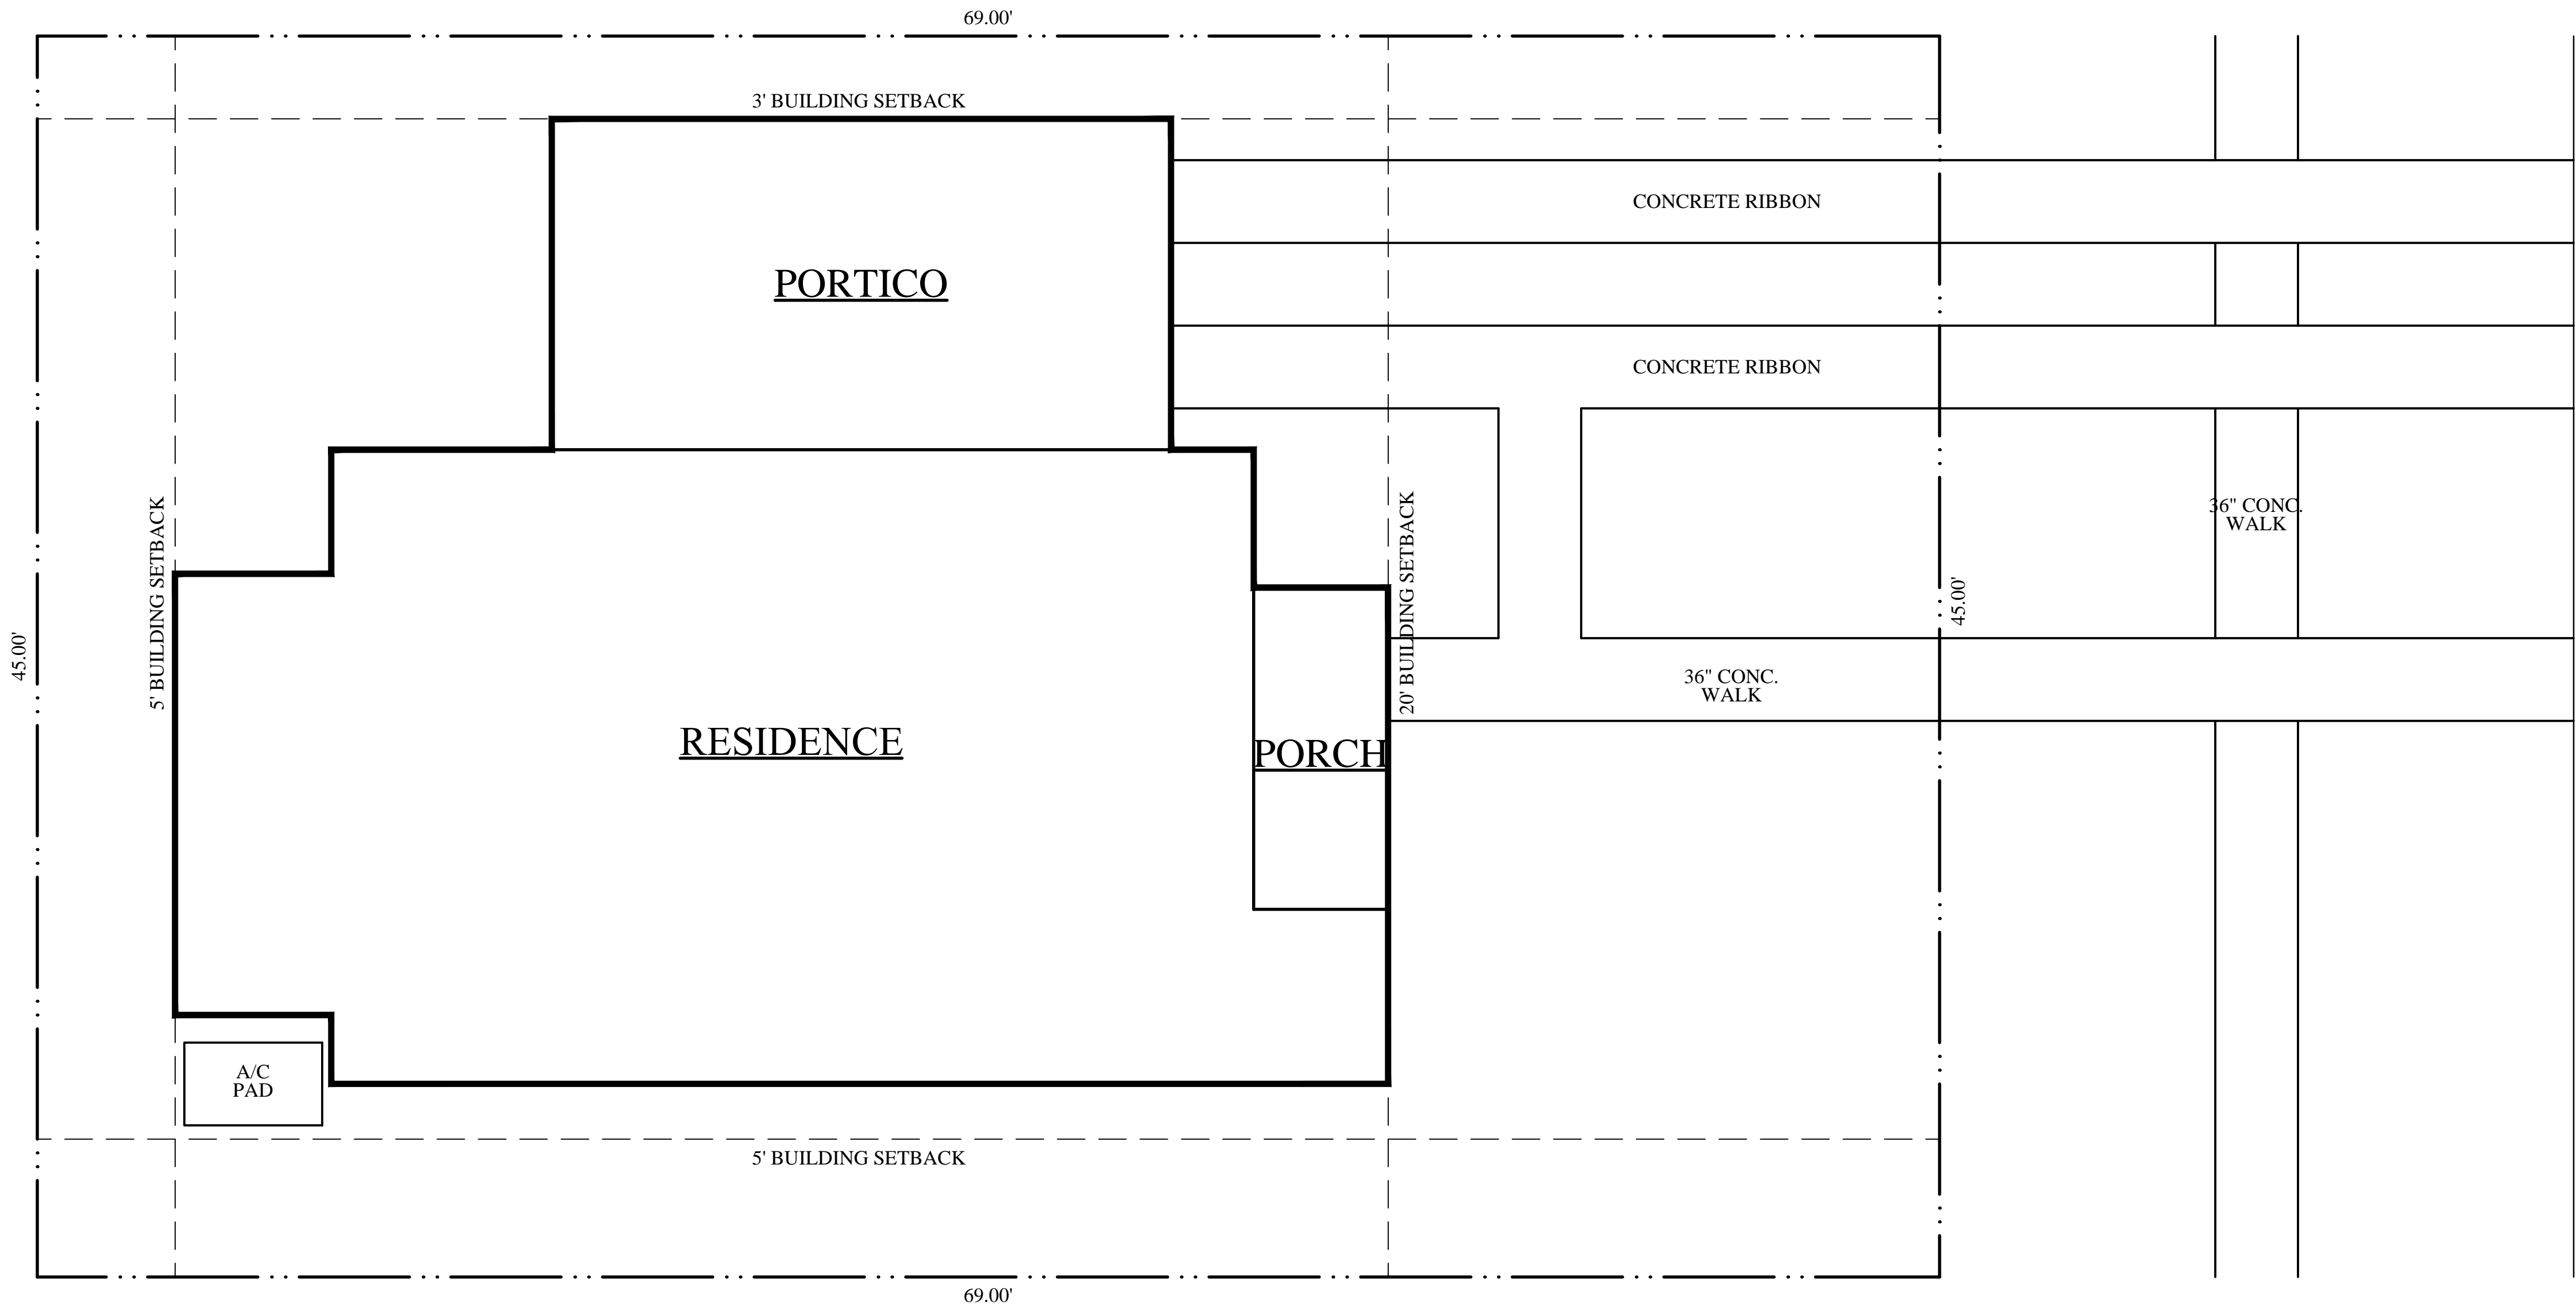 69.00'
3' BUILDING SETBACK
CONCRETE RIBBON
PORTICO
CONCRETE RIBBON
5' BUILDING SETBACK
20' BUILDING SETBACK
36" CONC.
WALK
45.00'
45.00'
36" CONC.
WALK
RESIDENCE
PORCH
A/C
PAD
5' BUILDING SETBACK
69.00'